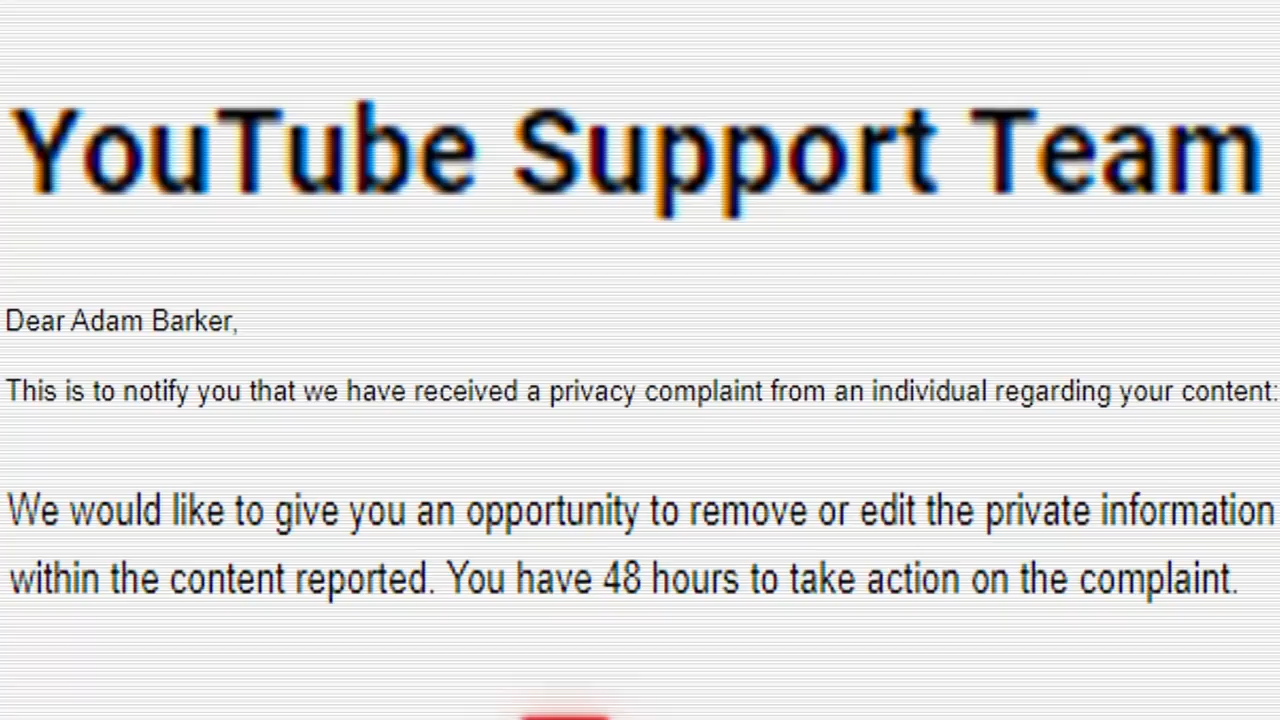 YouTube Support Team
Dear Adam Barker,
This is to notify you that we have received a privacy complaint from an individual regarding your content:
We would like to give you an opportunity to remove or edit the private information
within the content reported. You have 48 hours to take action on the complaint.